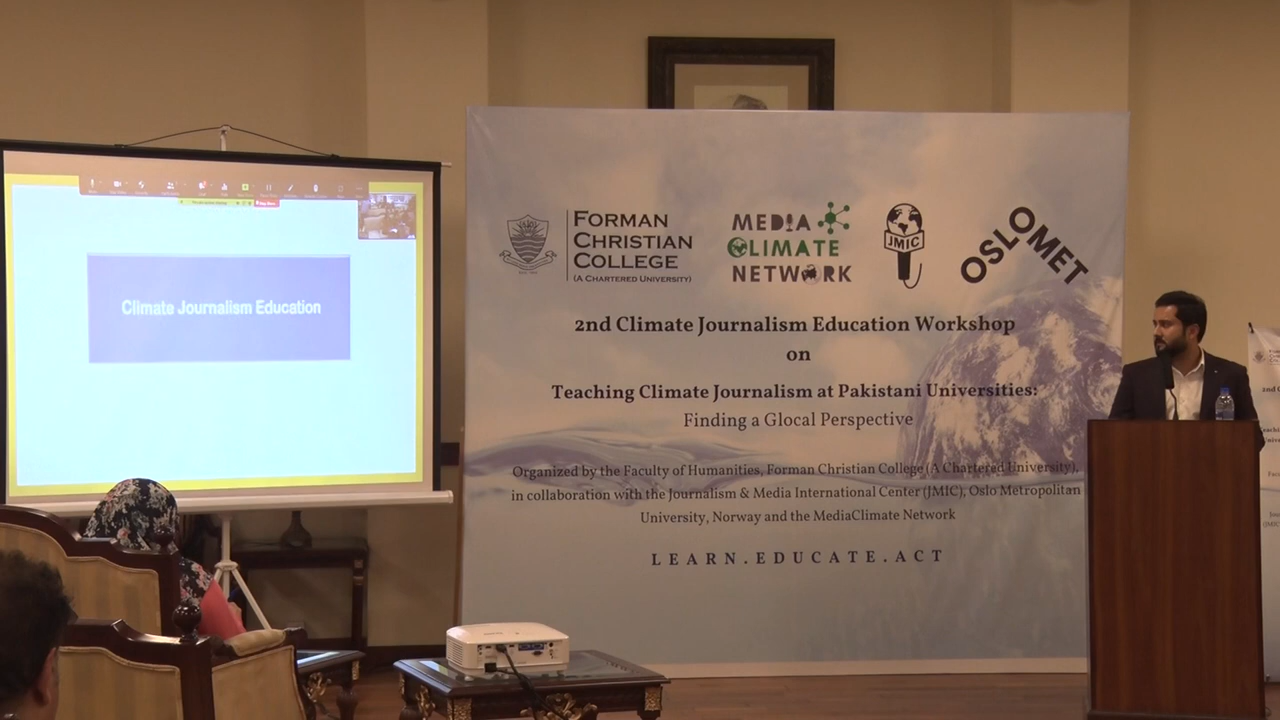 Climate Journalism Education
FORMAN
CHRISTIAN
COLLEGE
(A CHARTERED UNIVERSITY)
MEDIA
CLIMATE
NETWORK
JMIC
OSLOMET
2nd Climate Journalism Education Workshop
on
Teaching Climate Journalism at Pakistani Universities:
Finding a Glocal Perspective
Organized by the Faculty of Humanities, Forman Christian College (A Chartered University),
in collaboration with the Journalism & Media International Center (JMIC), Oslo Metropolitan
University, Norway and the MediaClimate Network
LEARN.EDUCATE.ACT